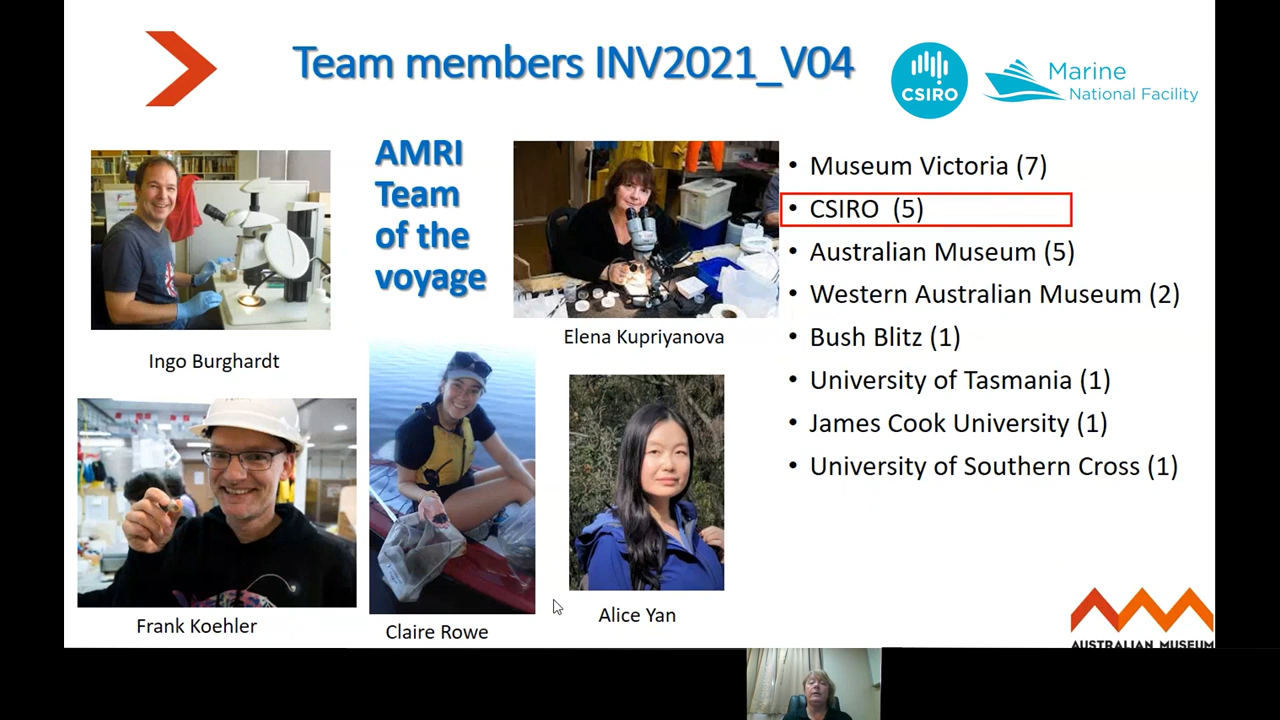 Team members INV2021_V04
CSIRO
Marine
National Facility
AMRI
Team
of the
voyage
Ingo Burghardt
Elena Kupriyanova
Frank Koehler
Claire Rowe
Alice Yan
• Museum Victoria (7)
• CSIRO (5)
• Australian Museum (5)
• Western Australian Museum (2)
• Bush Blitz (1)
• University of Tasmania (1)
• James Cook University (1)
• University of Southern Cross (1)
AUSTRALIAN MUSEUM